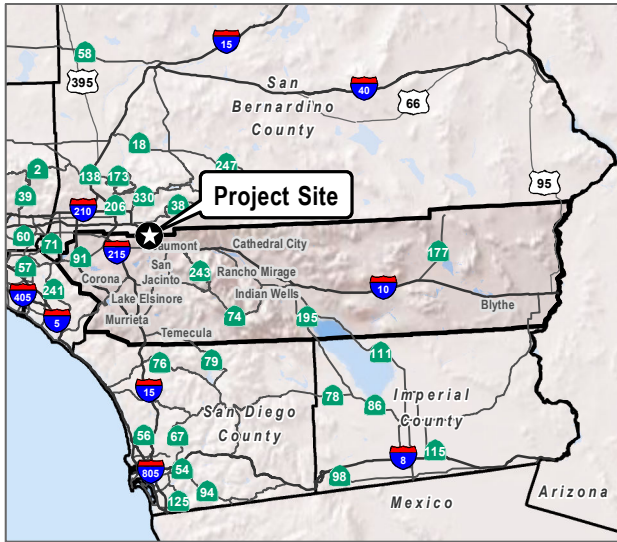 15
58
395
San
Bernardino
County
40
66
18
2
138
173
247
95
39
330
38
210
206
Project Site
60
71
91
215
Beaumont
Cathedral City
177
57
San
Jacinto
243
Rancho Mirage
Corona
10
405
241
Lake Elsinore
Indian Wells
Blythe
5
Murrieta
74
195
Temecula
76
79
111
15
78
Imperial
County
86
San Diego
County
56
67
805
54
8
115
98
94
125
Mexico
Arizona